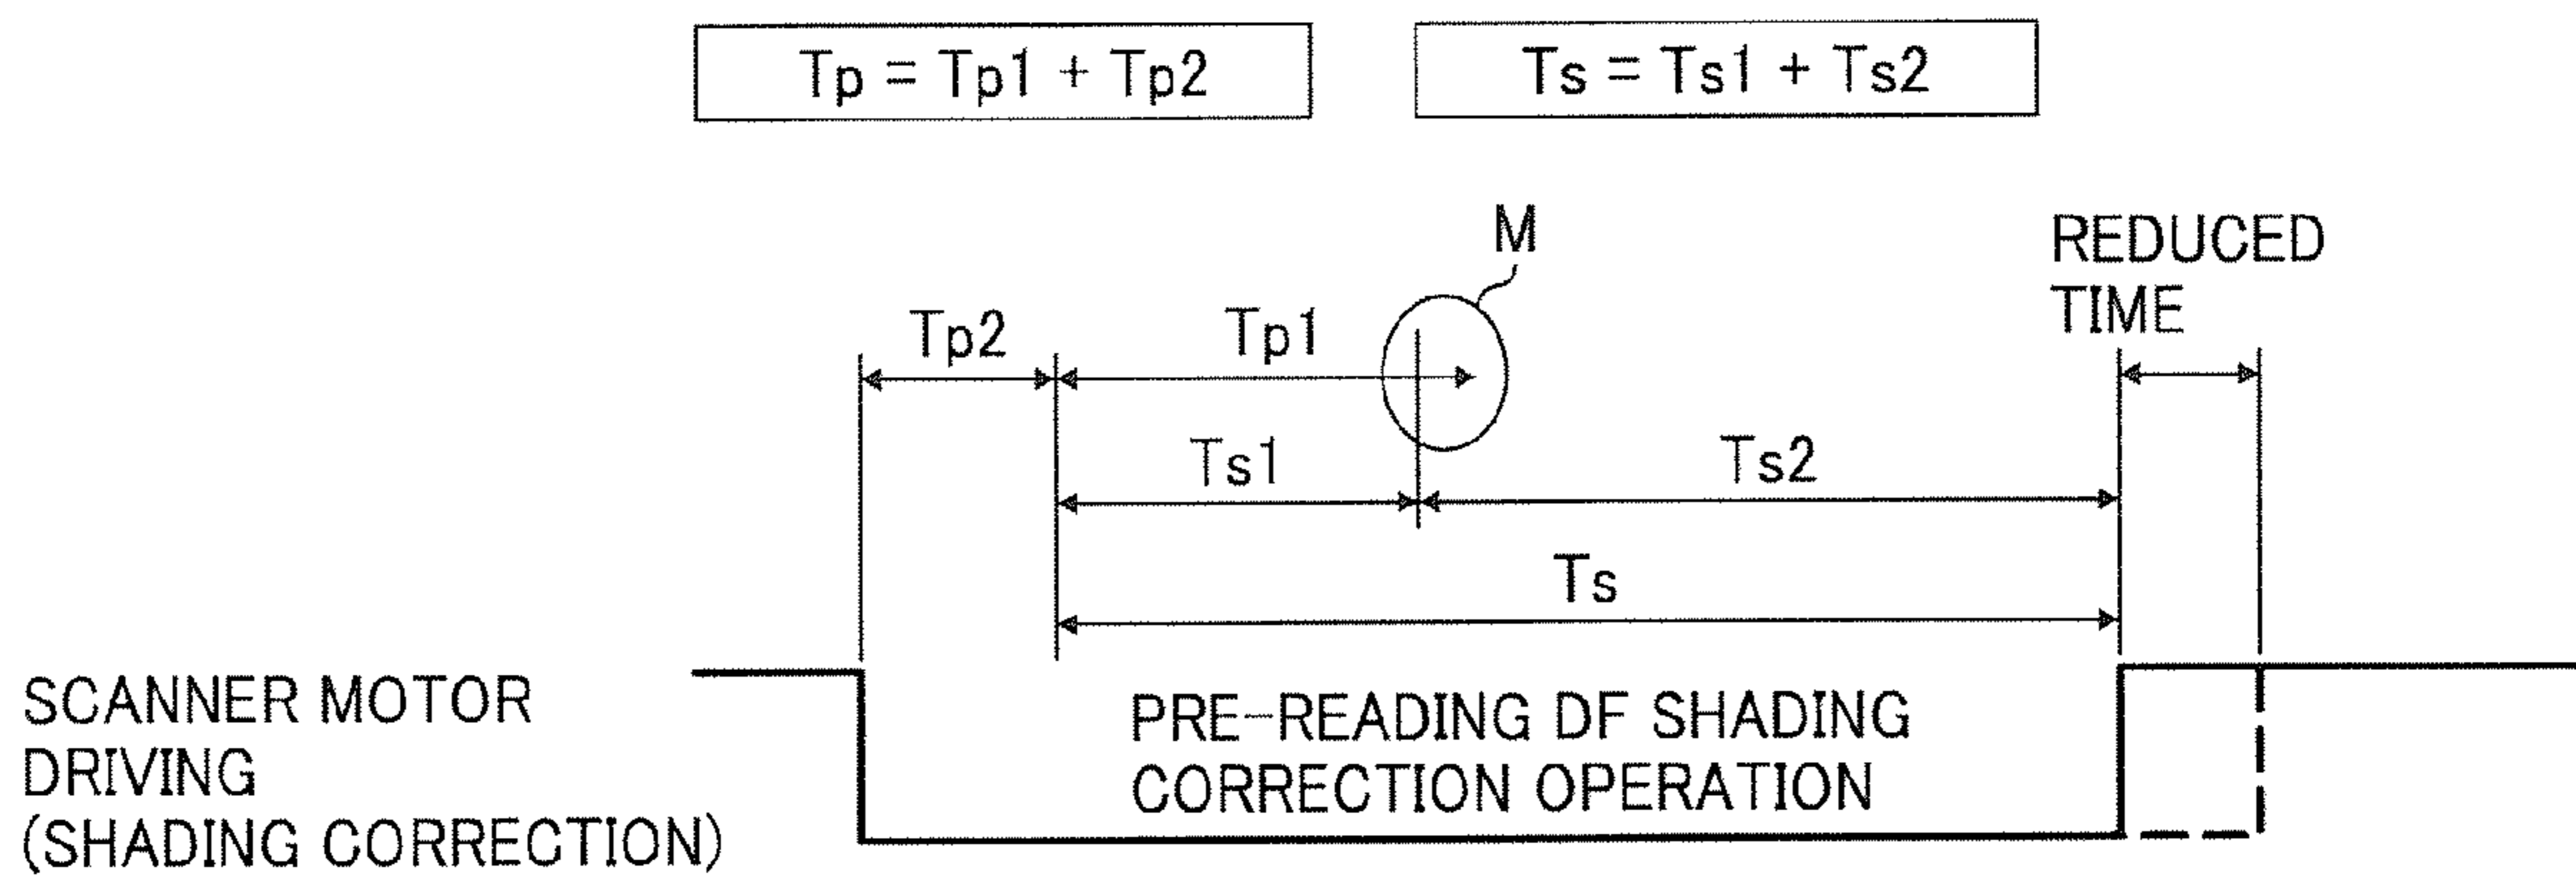 Tp = Tp1 + Tp2
Ts = Ts1 + Ts2
M
REDUCED
TIME
Tp2
Tp1
Ts1
Ts2
Ts
SCANNER MOTOR
DRIVING
(SHADING CORRECTION)
PRE-READING DF SHADING
CORRECTION OPERATION